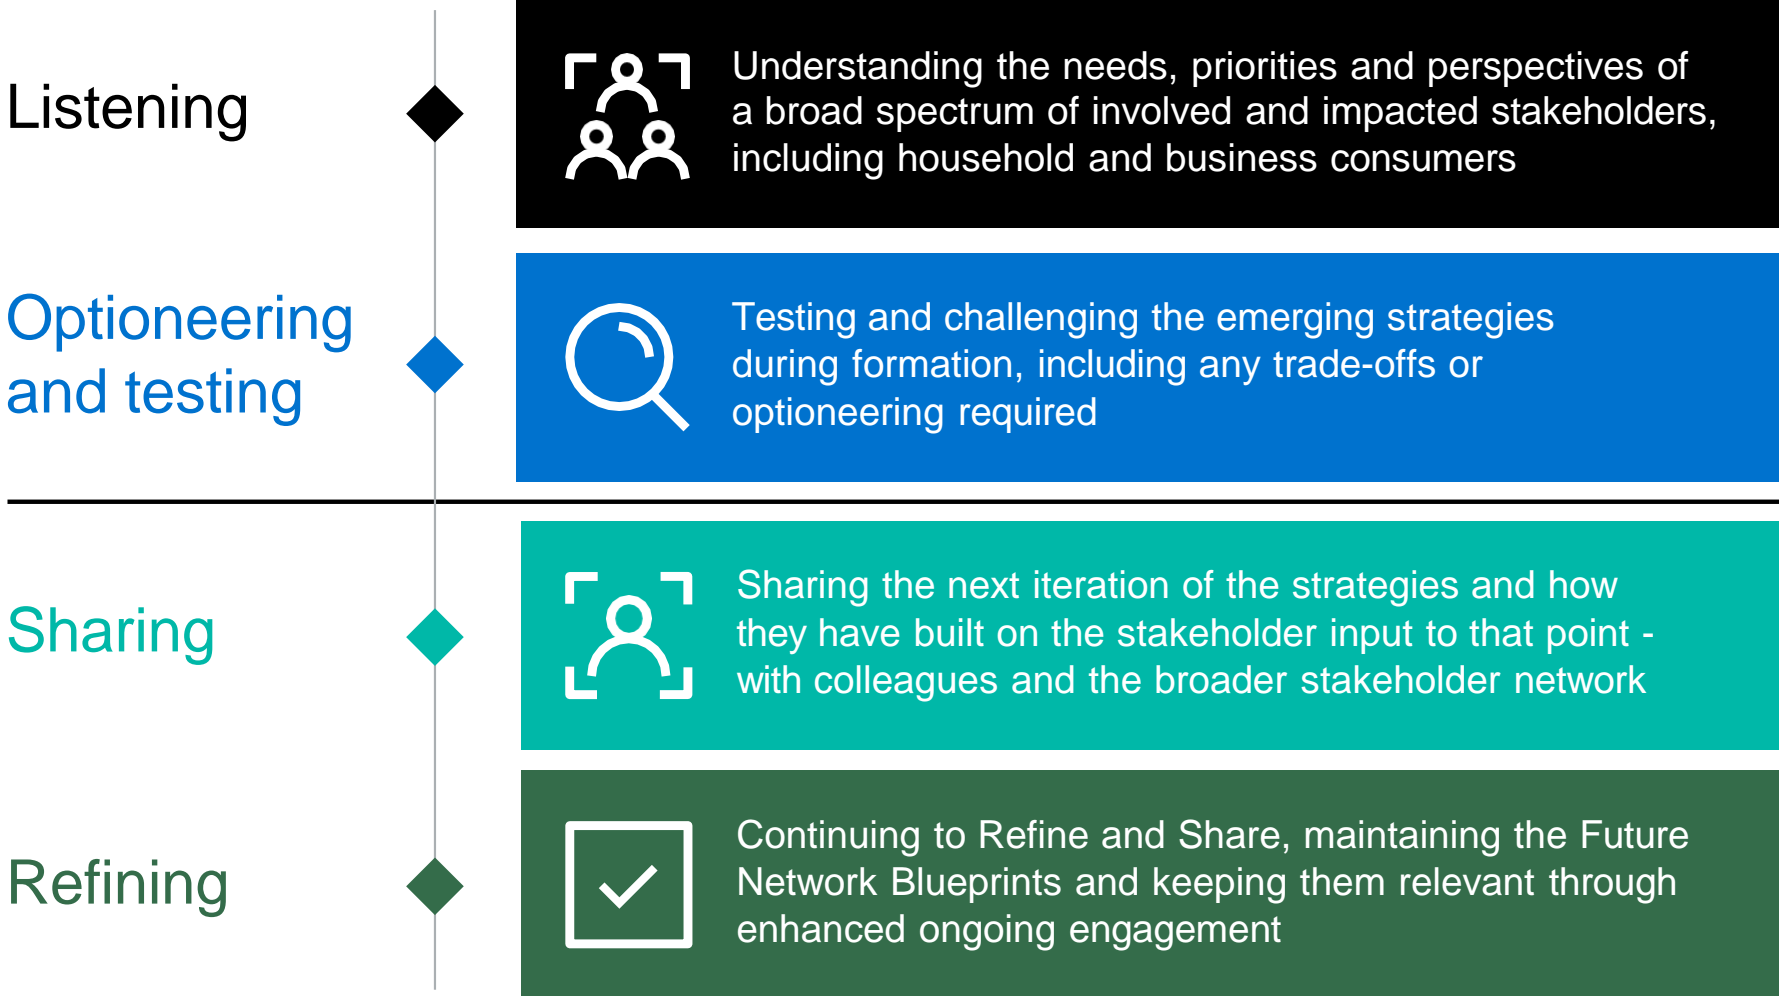 Listening
Understanding the needs, priorities and perspectives of
a broad spectrum of involved and impacted stakeholders,
including household and business consumers
Optioneering
and testing
Testing and challenging the emerging strategies
during formation, including any trade-offs or
optioneering required
Sharing
Sharing the next iteration of the strategies and how
they have built on the stakeholder input to that point -
with colleagues and the broader stakeholder network
Refining
Continuing to Refine and Share, maintaining the Future
Network Blueprints and keeping them relevant through
enhanced ongoing engagement